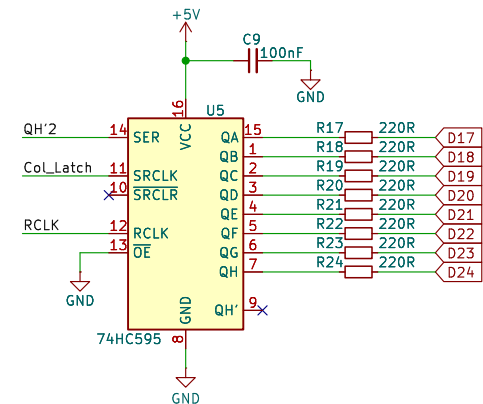 +5V
C9
100nF
GND
U5
16
VCC
QH'2
14
SER
QA
15
R17
220R
D17
QB
1
R18
220R
D18
Col_Latch
11
SRCLK
QC
2
R19
220R
D19
10
SRCLR
QD
3
R20
220R
D20
QE
4
R21
220R
D21
RCLK
12
RCLK
QF
5
R22
220R
D22
13
OE
QG
6
R23
220R
D23
QH
7
R24
220R
D24
GND
GND
QH'
9
74HC595
8
GND